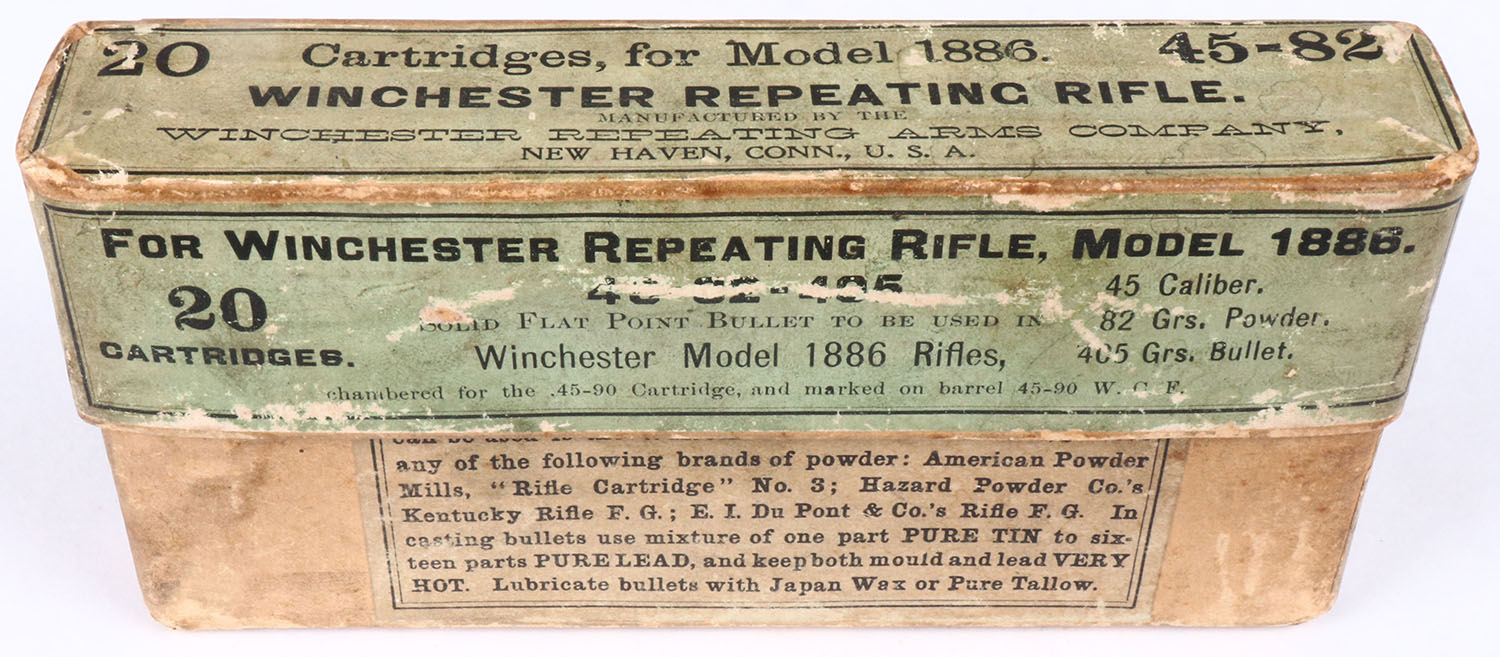 20 Cartridges, for Model 1886. 45-82
WINCHESTER REPEATING RIFLE.
MANUFACTURED BY THE
WINCHESTER REPEATING ARMS COMPANY,
NEW HAVEN, CONN., U. S. A.
FOR WINCHESTER REPEATING RIFLE, MODEL 1886.
20
CARTRIDGES.
45-82-405
SOLID FLAT POINT BULLET TO BE USED IN
Winchester Model 1886 Rifles,
45 Caliber.
82 Grs. Powder.
405 Grs. Bullet.
chambered for the .45-90 Cartridge, and marked on barrel 45-90 W. C. F.
can be used
any of the following brands of powder: American Powder
Mills, "Rifle Cartridge" No. 3; Hazard Powder Co.'s
Kentucky Rifle F. G.; E. I. Du Pont & Co.'s Rifle F. G. In
casting bullets use mixture of one part PURE TIN to six-
teen parts PURE LEAD, and keep both mould and lead VERY
HOT. Lubricate bullets with Japan Wax or Pure Tallow.